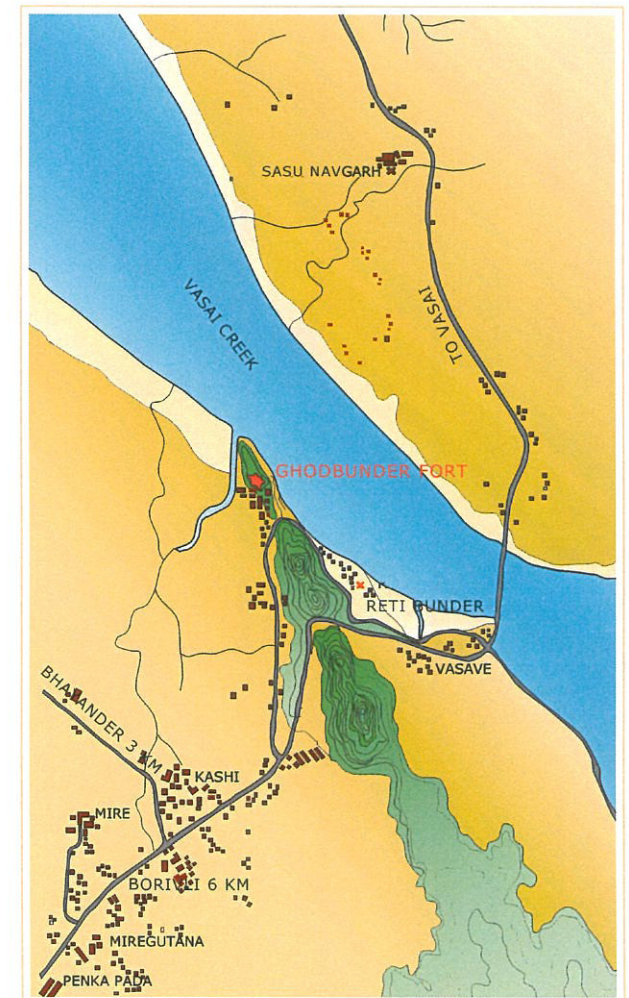 SASU NAVGARH
VASAI CREEK
TO VASAI
GHODBUNDER FORT
RETI BUNDER
VASAVE
BHAYANDER 3 KM
KASHI
MIRE
BORIVLI 6 KM
MIREGUTANA
PENKA PADA